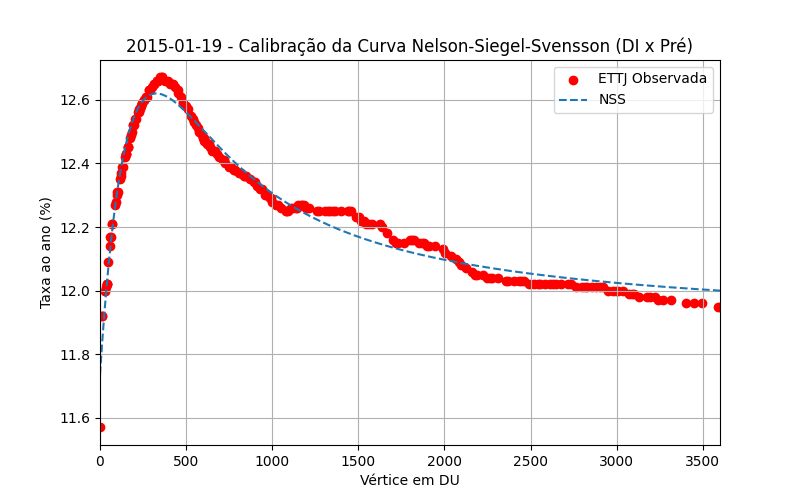 2015-01-19 - Calibração da Curva Nelson-Siegel-Svensson (DI x Pré)
ETTJ Observada
NSS
Taxa ao ano (%)
12.6
12.4
12.2
12.0
11.8
11.6
0 500 1000 1500 2000 2500 3000 3500
Vértice em DU